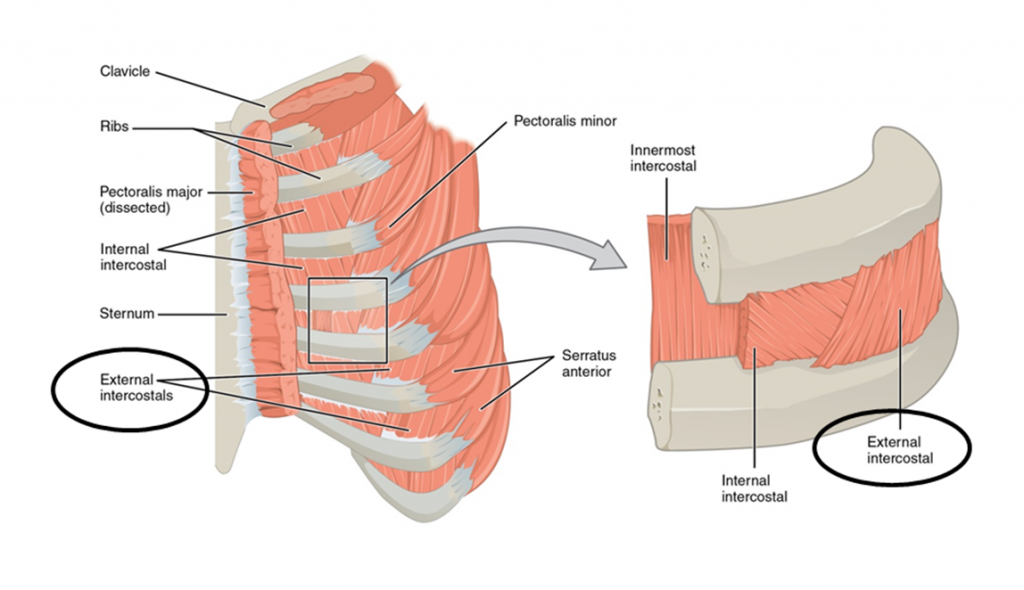 Clavicle
Ribs
Pectoralis major
(dissected)
Internal
intercostal
Sternum
External
intercostals
Pectoralis minor
Serratus
anterior
Innermost
intercostal
Internal
intercostal
External
intercostal